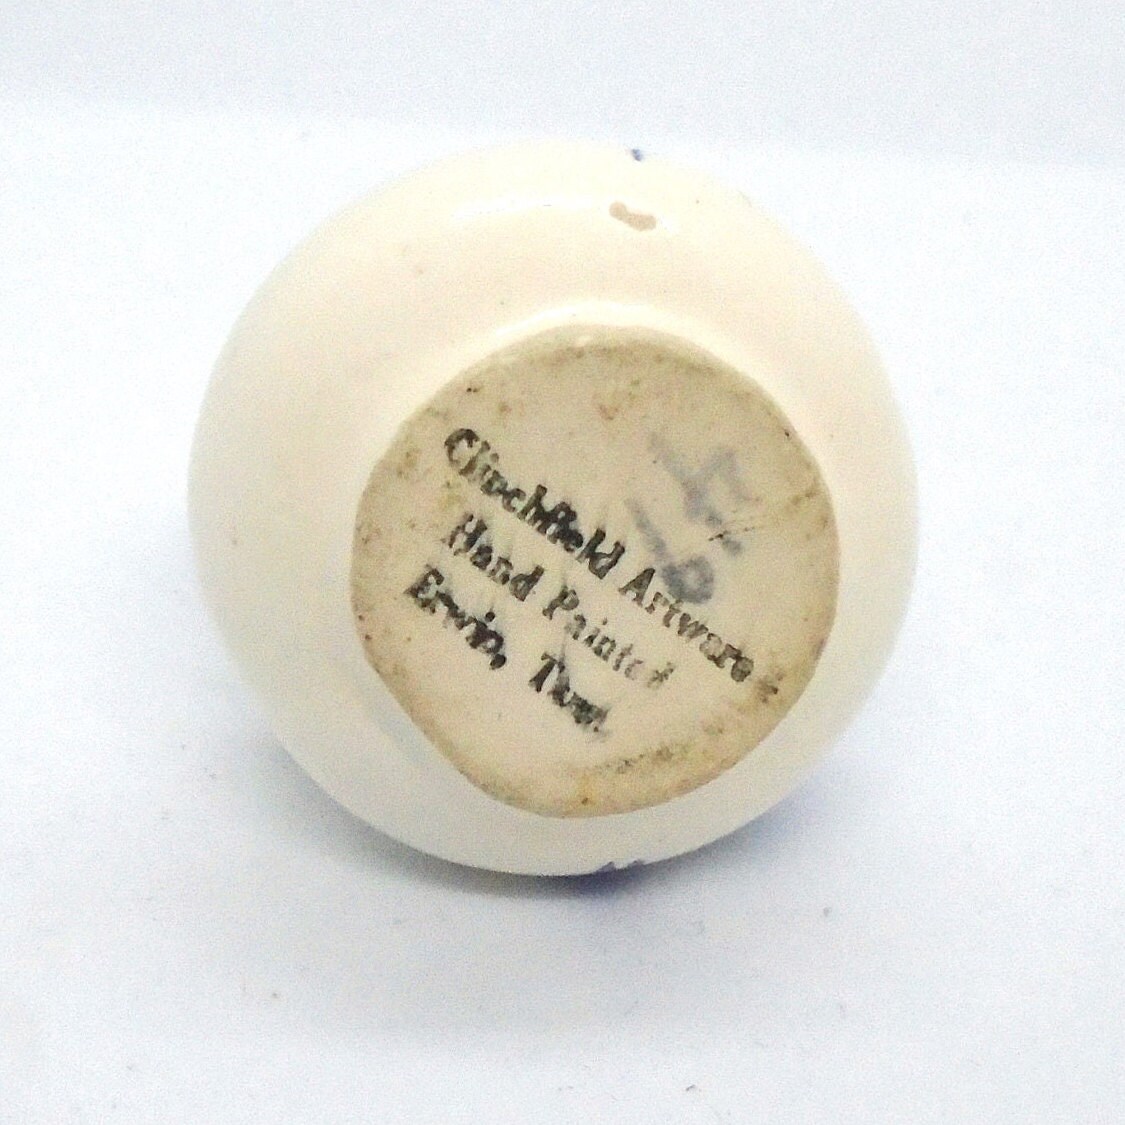 Clinchfield Artware
Hand Painted
Erwin, Tenn.